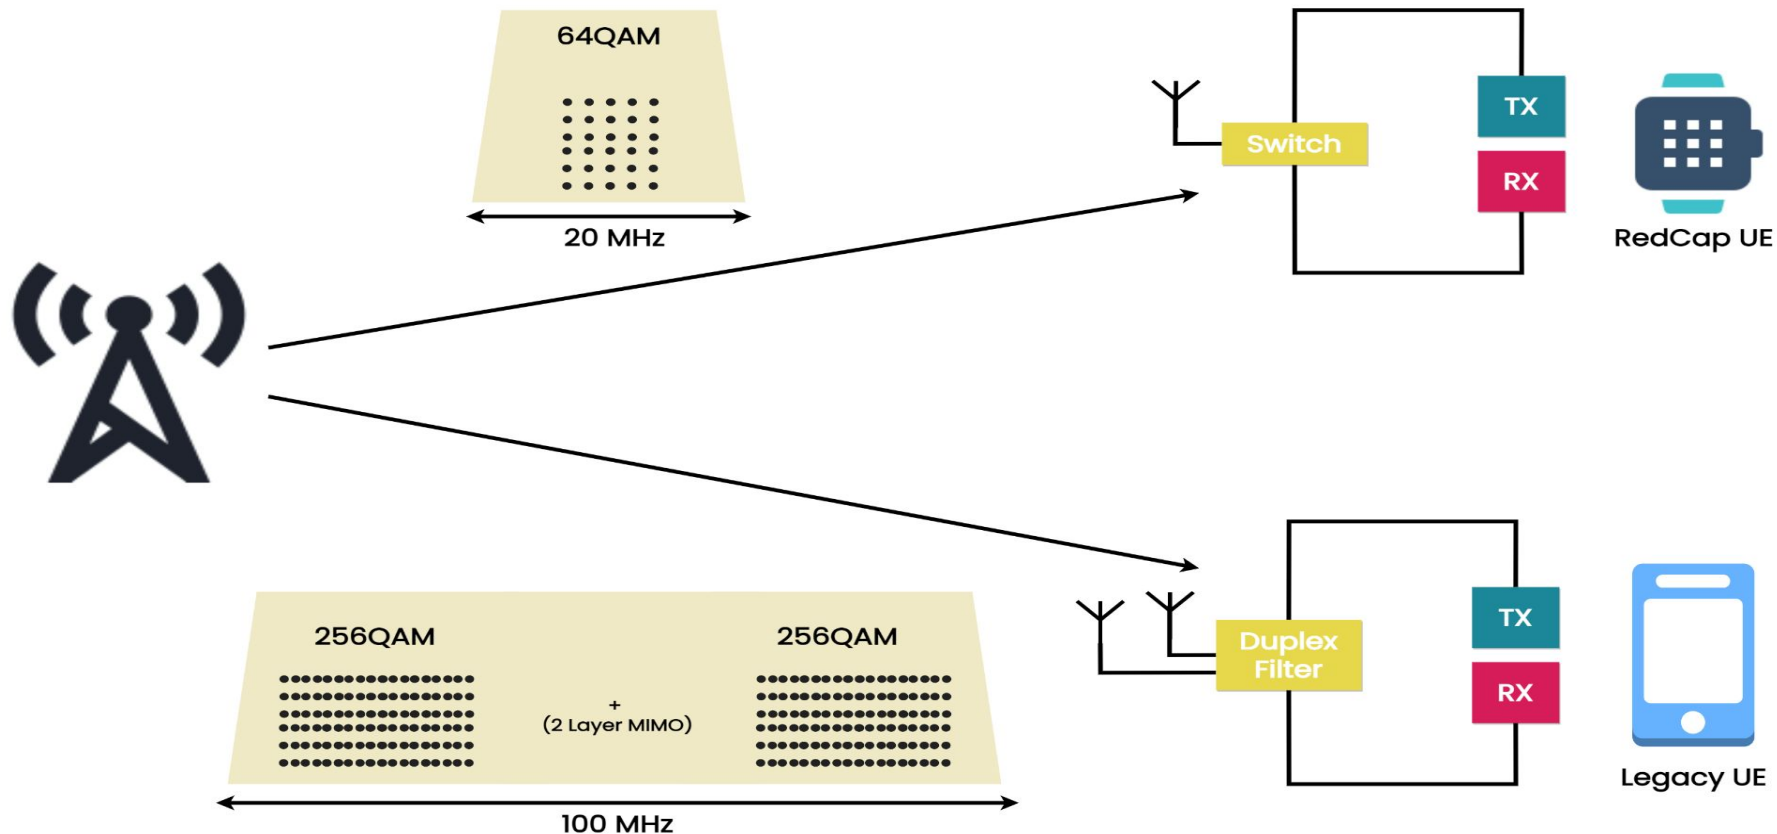 64QAM
20 MHz
Switch
TX
RX
RedCap UE
256QAM
256QAM
+
(2 Layer MIMO)
100 MHz
Duplex
Filter
TX
RX
Legacy UE